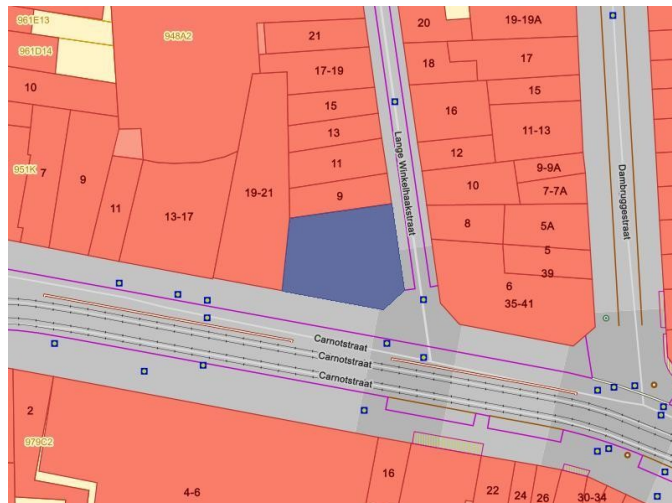 961E13
948A2
961D14
10
951K
7
9
11
13-17
19-21
21
17-19
15
13
11
9
Lange Winkelhaakstraat
20
19-19A
18
17
15
16
11-13
12
9-9A
10
7-7A
8
5A
5
39
6
35-41
Dambruggestraat
Carnotstraat
Carnotstraat
Carnotstraat
2
979C2
4-6
16
22
24
26
30-34